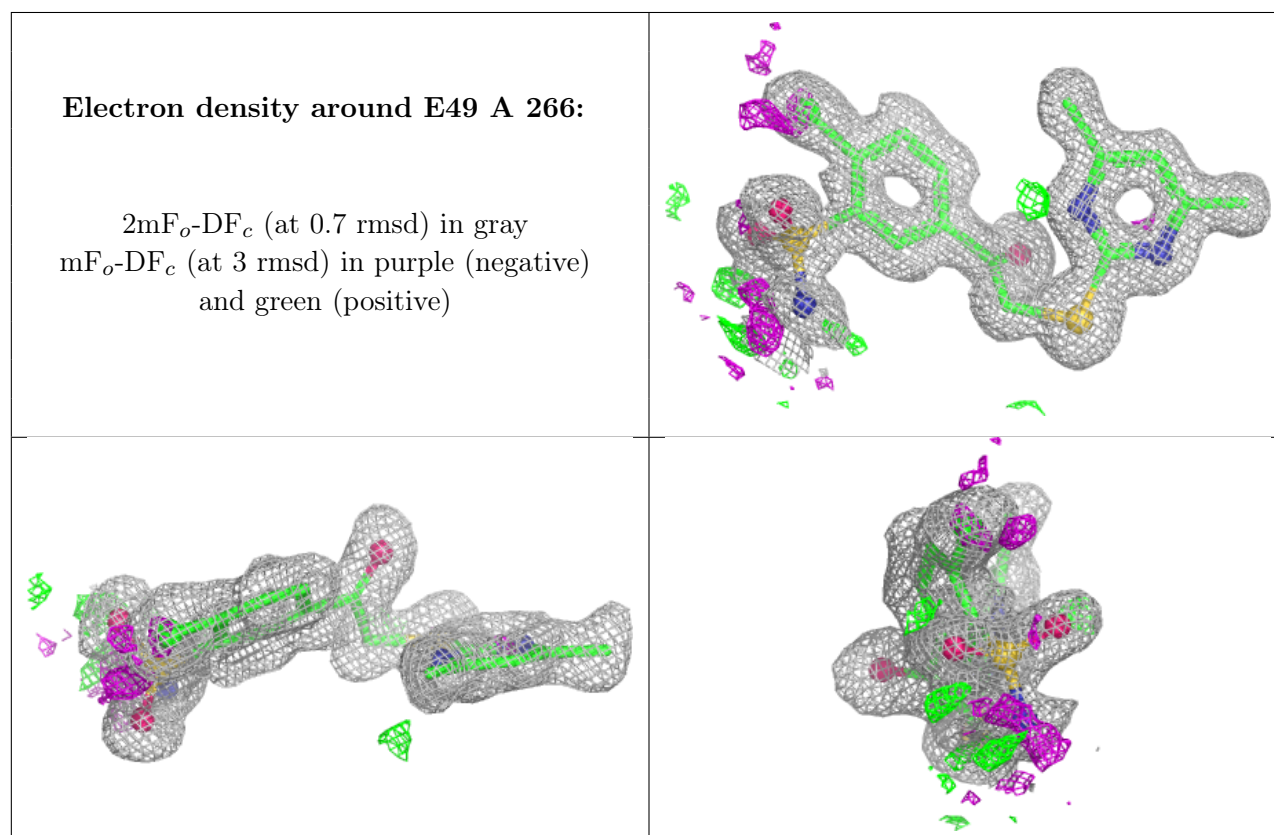 Electron density around E49 A 266:
2mFₒ-DF𝒸 (at 0.7 rmsd) in gray
mFₒ-DF𝒸 (at 3 rmsd) in purple (negative)
and green (positive)